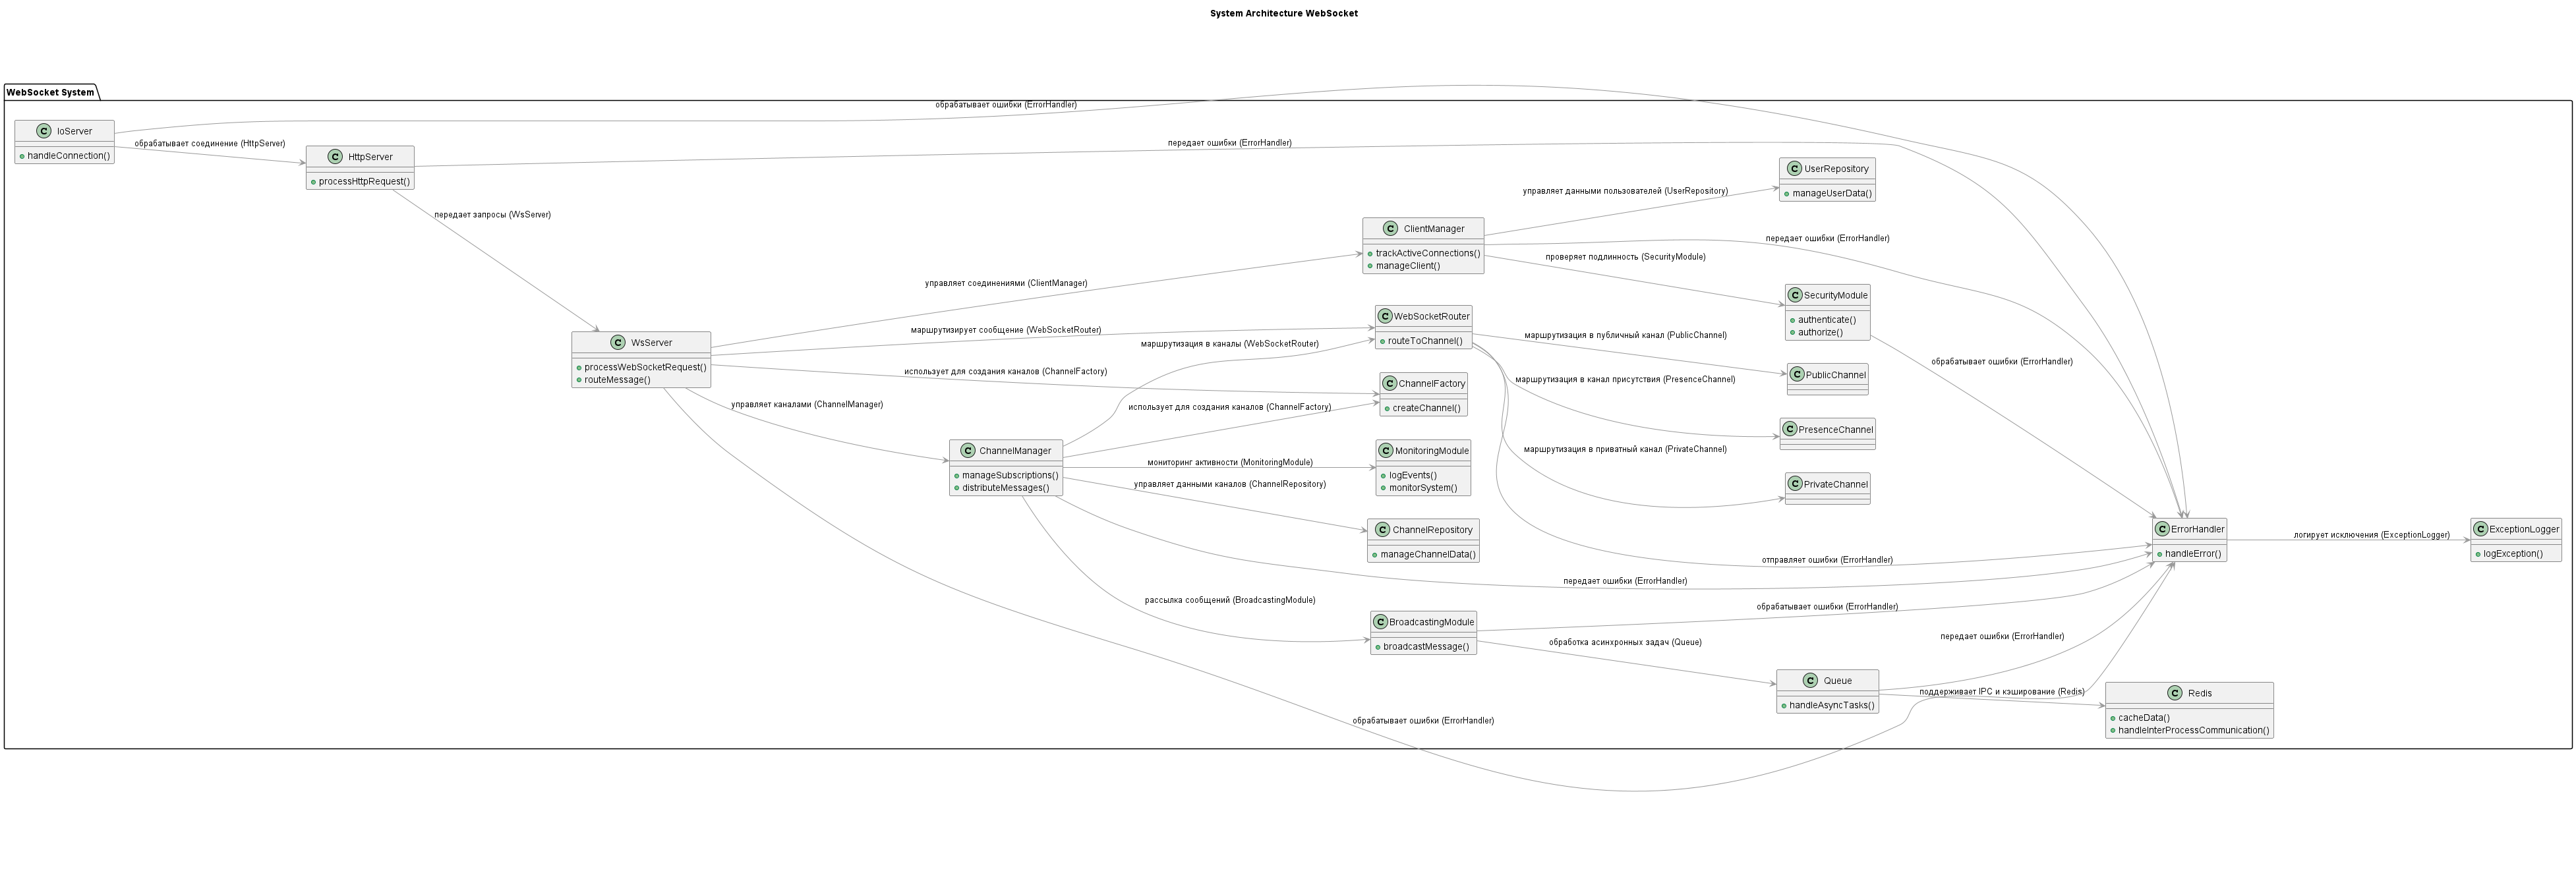 System Architecture WebSocket
WebSocket System
IoServer
handleConnection()
обрабатывает ошибки (ErrorHandler)
обрабатывает соединение (HttpServer)
HttpServer
processHttpRequest()
передает ошибки (ErrorHandler)
передает запросы (WsServer)
WsServer
processWebSocketRequest()
routeMessage()
управляет соединениями (ClientManager)
маршрутизирует сообщение (WebSocketRouter)
использует для создания каналов (ChannelFactory)
управляет каналами (ChannelManager)
обрабатывает ошибки (ErrorHandler)
ChannelManager
manageSubscriptions()
distributeMessages()
маршрутизация в каналы (WebSocketRouter)
использует для создания каналов (ChannelFactory)
мониторинг активности (MonitoringModule)
управляет данными каналов (ChannelRepository)
передает ошибки (ErrorHandler)
рассылка сообщений (BroadcastingModule)
ClientManager
trackActiveConnections()
manageClient()
управляет данными пользователей (UserRepository)
передает ошибки (ErrorHandler)
проверяет подлинность (SecurityModule)
WebSocketRouter
routeToChannel()
маршрутизация в публичный канал (PublicChannel)
маршрутизация в канал присутствия (PresenceChannel)
маршрутизация в приватный канал (PrivateChannel)
отправляет ошибки (ErrorHandler)
ChannelFactory
createChannel()
MonitoringModule
logEvents()
monitorSystem()
ChannelRepository
manageChannelData()
BroadcastingModule
broadcastMessage()
обрабатывает ошибки (ErrorHandler)
обработка асинхронных задач (Queue)
UserRepository
manageUserData()
SecurityModule
authenticate()
authorize()
обрабатывает ошибки (ErrorHandler)
PublicChannel
PresenceChannel
PrivateChannel
Queue
handleAsyncTasks()
передает ошибки (ErrorHandler)
поддерживает IPC и кэширование (Redis)
ErrorHandler
handleError()
логирует исключения (ExceptionLogger)
Redis
cacheData()
handleInterProcessCommunication()
ExceptionLogger
logException()